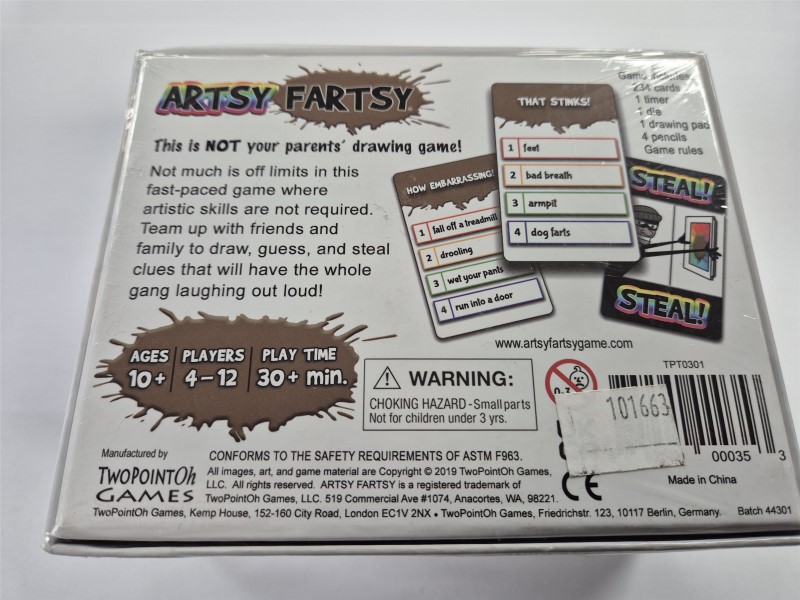 ARTSY FARTSY
This is NOT your parents' drawing game!
Not much is off limits in this
fast-paced game where
artistic skills are not required.
Team up with friends and
family to draw, guess, and steal
clues that will have the whole
gang laughing out loud!
HOW EMBARRASSING!
1 fall off a treadmill
2 drooling
3 wet your pants
4 run into a door
THAT STINKS!
1 feet
2 bad breath
3 armpit
4 dog farts
Game includes
234 cards
1 timer
1 die
1 drawing pad
4 pencils
Game rules
STEAL!
STEAL!
www.artsyfartsygame.com
AGES
10+
PLAYERS
4-12
PLAY TIME
30+ min.
WARNING:
CHOKING HAZARD - Small parts
Not for children under 3 yrs.
0-3
TPT0301
101663
00035 3
Made in China
Manufactured by
TWOPOINTOH
GAMES
CONFORMS TO THE SAFETY REQUIREMENTS OF ASTM F963.
All images, art, and game material are Copyright © 2019 TwoPointOh Games,
LLC. All rights reserved. ARTSY FARTSY is a registered trademark of
TwoPointOh Games, LLC. 519 Commercial Ave #1074, Anacortes, WA, 98221.
CE
TwoPointOh Games, Kemp House, 152-160 City Road, London EC1V 2NX • TwoPointOh Games, Friedrichstr. 123, 10117 Berlin, Germany.
Batch 44301